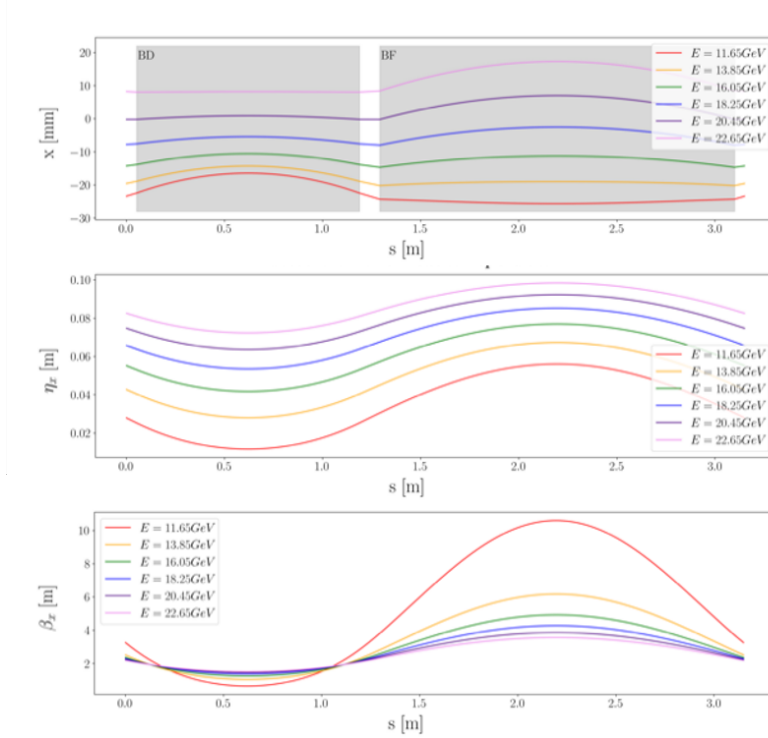 BD
BF
E = 11.65GeV
E = 13.85GeV
E = 16.05GeV
E = 18.25GeV
E = 20.45GeV
E = 22.65GeV
x [mm]
20
10
0
−10
−20
−30
0.0 0.5 1.0 1.5 2.0 2.5 3.0
s [m]
E = 11.65GeV
E = 13.85GeV
E = 16.05GeV
E = 18.25GeV
E = 20.45GeV
E = 22.65GeV
ηx [m]
0.10
0.08
0.06
0.04
0.02
0.0 0.5 1.0 1.5 2.0 2.5 3.0
s [m]
E = 11.65GeV
E = 13.85GeV
E = 16.05GeV
E = 18.25GeV
E = 20.45GeV
E = 22.65GeV
βx [m]
10
8
6
4
2
0.0 0.5 1.0 1.5 2.0 2.5 3.0
s [m]